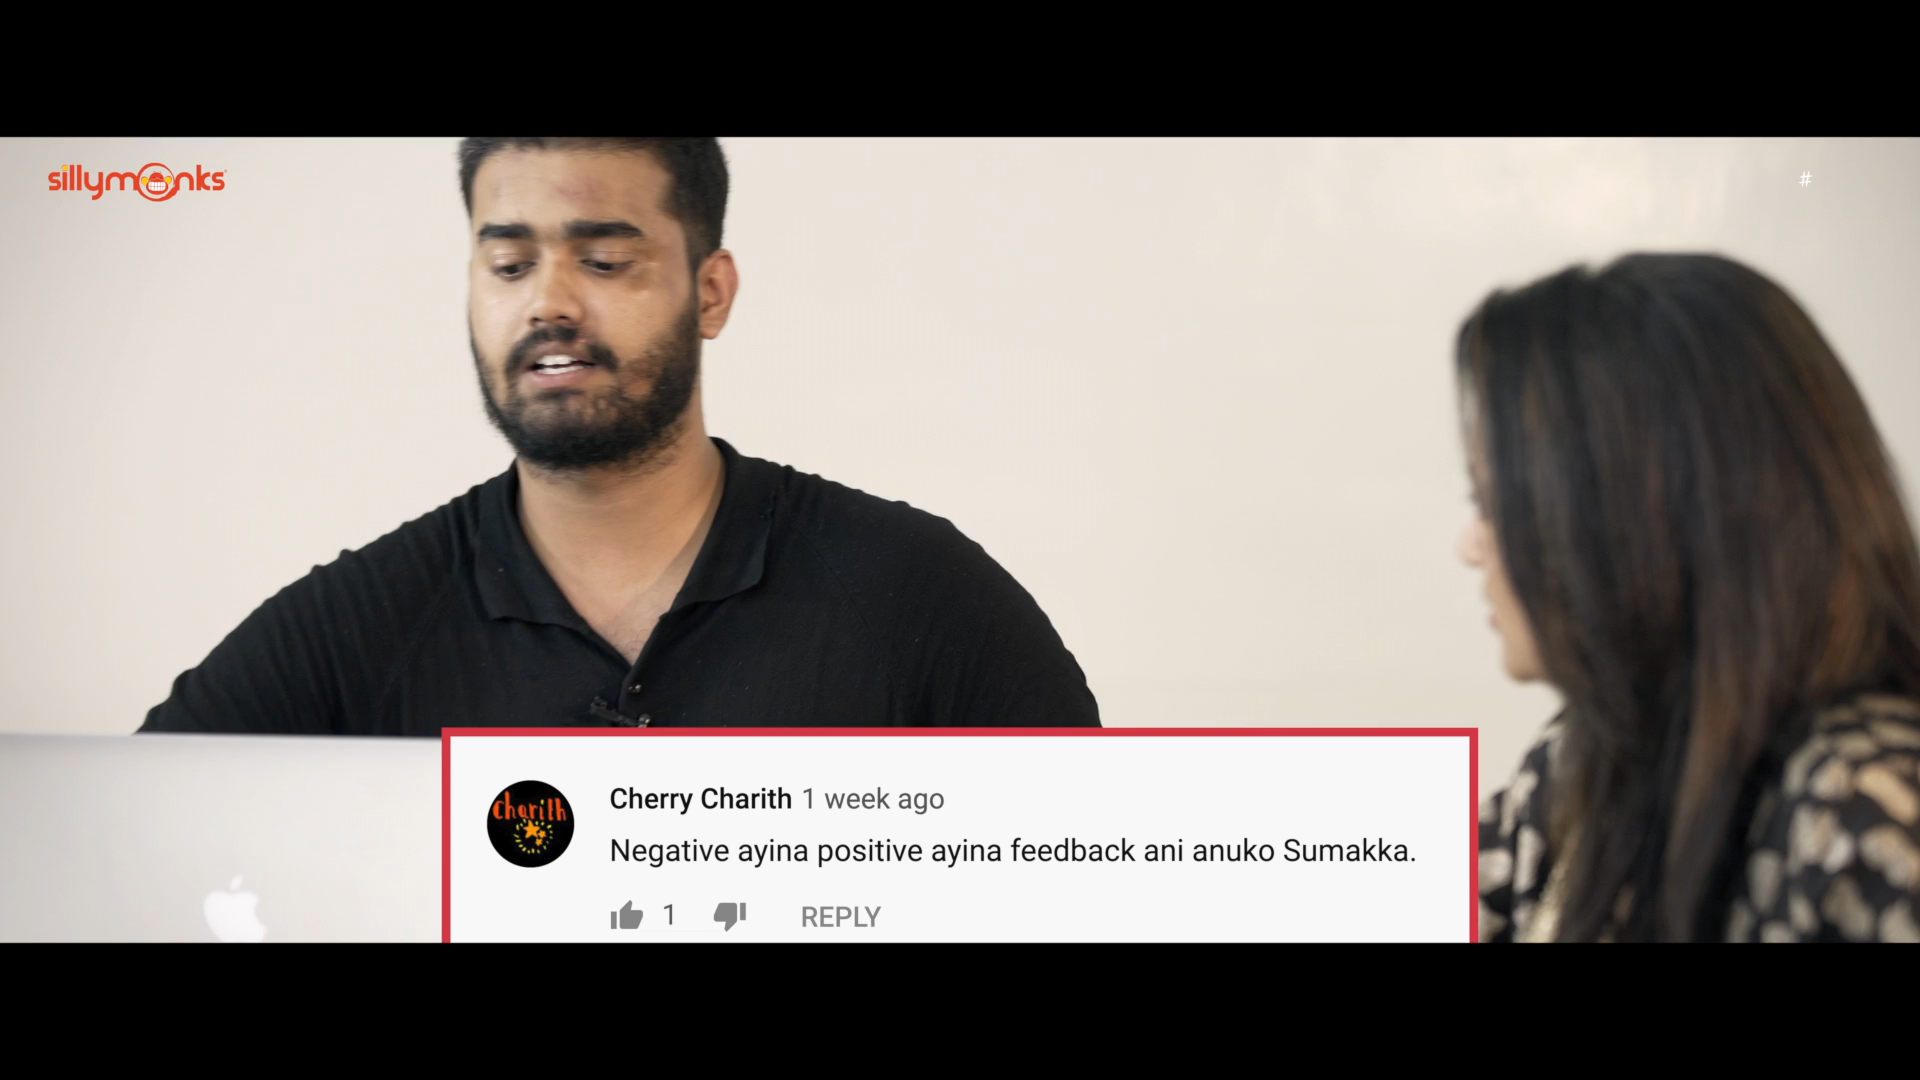 sillymonks
#
charith
Cherry Charith 1 week ago
Negative ayina positive ayina feedback ani anuko Sumakka.
1 REPLY